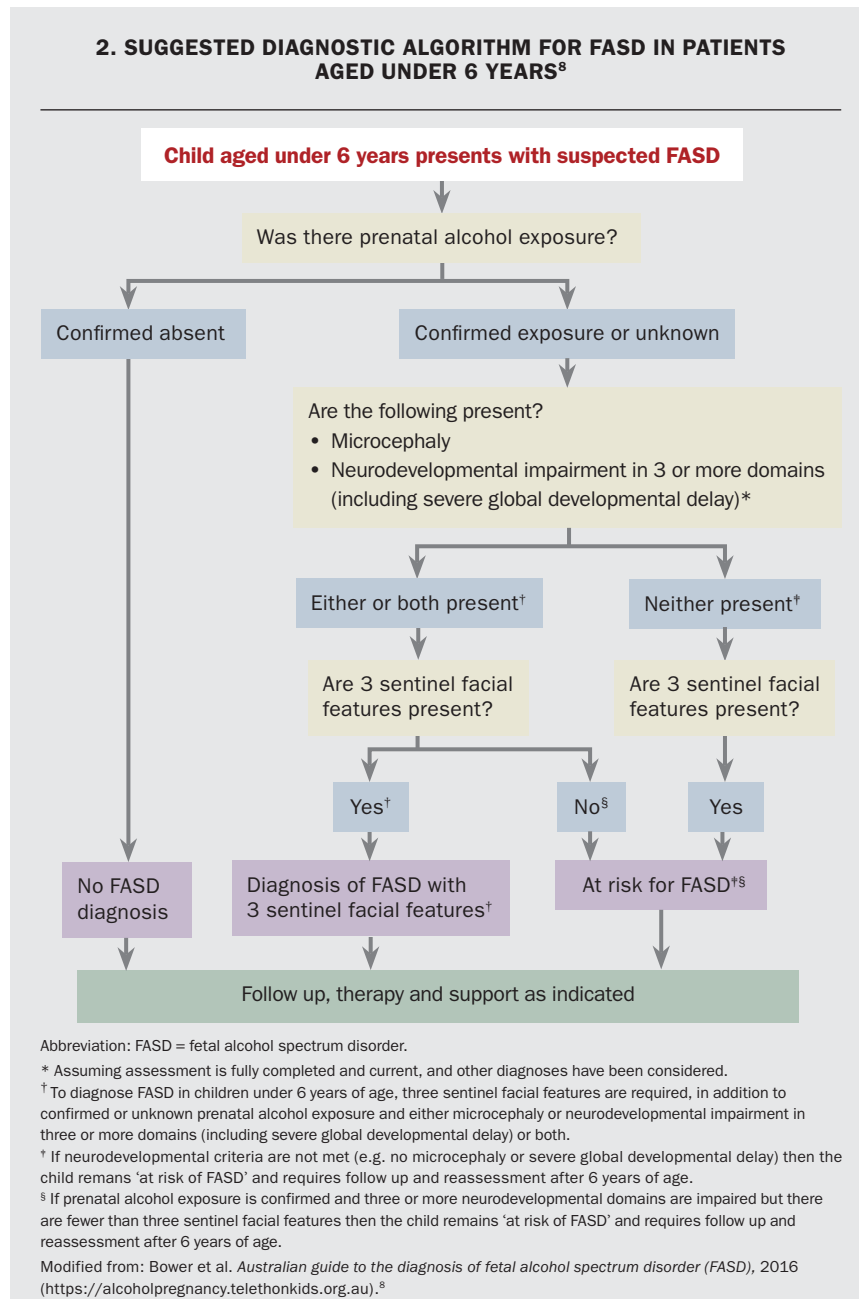 2. SUGGESTED DIAGNOSTIC ALGORITHM FOR FASD IN PATIENTS
AGED UNDER 6 YEARS⁸
Child aged under 6 years presents with suspected FASD
Was there prenatal alcohol exposure?
Confirmed absent
Confirmed exposure or unknown
Are the following present?
• Microcephaly
• Neurodevelopmental impairment in 3 or more domains
(including severe global developmental delay)*
Either or both present†
Neither present‡
Are 3 sentinel facial
features present?
Are 3 sentinel facial
features present?
Yes†
No§
Yes
No FASD
diagnosis
Diagnosis of FASD with
3 sentinel facial features†
At risk for FASD‡§
Follow up, therapy and support as indicated
Abbreviation: FASD = fetal alcohol spectrum disorder.
* Assuming assessment is fully completed and current, and other diagnoses have been considered.
† To diagnose FASD in children under 6 years of age, three sentinel facial features are required, in addition to
confirmed or unknown prenatal alcohol exposure and either microcephaly or neurodevelopmental impairment in
three or more domains (including severe global developmental delay) or both.
‡ If neurodevelopmental criteria are not met (e.g. no microcephaly or severe global developmental delay) then the
child remans ‘at risk of FASD’ and requires follow up and reassessment after 6 years of age.
§ If prenatal alcohol exposure is confirmed and three or more neurodevelopmental domains are impaired but there
are fewer than three sentinel facial features then the child remains ‘at risk of FASD’ and requires follow up and
reassessment after 6 years of age.
Modified from: Bower et al. Australian guide to the diagnosis of fetal alcohol spectrum disorder (FASD), 2016
(https://alcoholpregnancy.telethonkids.org.au).⁸